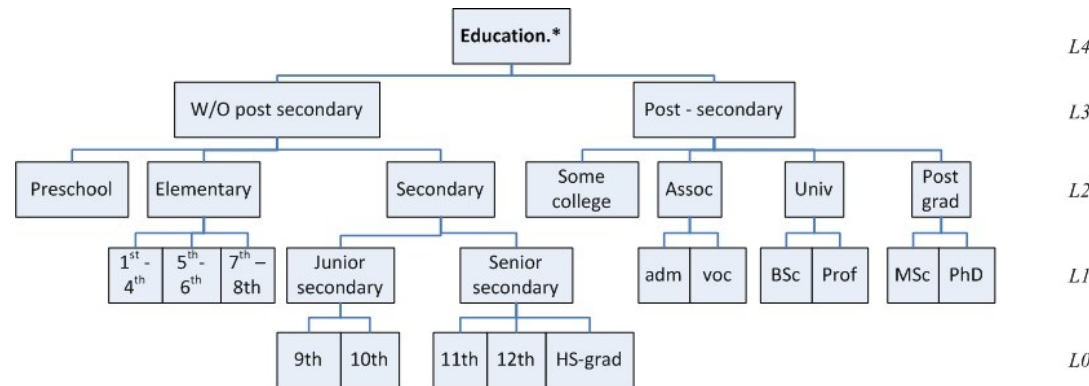 Education.*
L4
W/O post secondary
Post - secondary
L3
Preschool
Elementary
Secondary
Some
college
Assoc
Univ
Post
grad
L2
1st -
4th
5th-
6th
7th –
8th
Junior
secondary
Senior
secondary
adm
voc
BSc
Prof
MSc
PhD
L1
9th
10th
11th
12th
HS-grad
L0